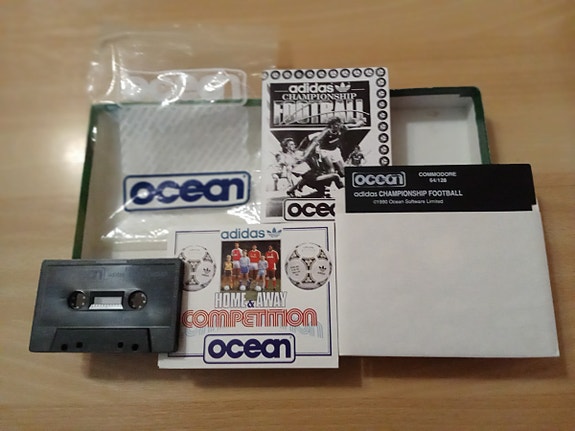 ocean
adidas
CHAMPIONSHIP
FOOTBALL
ocean
COMMODORE
64/128
adidas CHAMPIONSHIP FOOTBALL
©1990 Ocean Software Limited
adidas
HOME & AWAY
COMPETITION
ocean